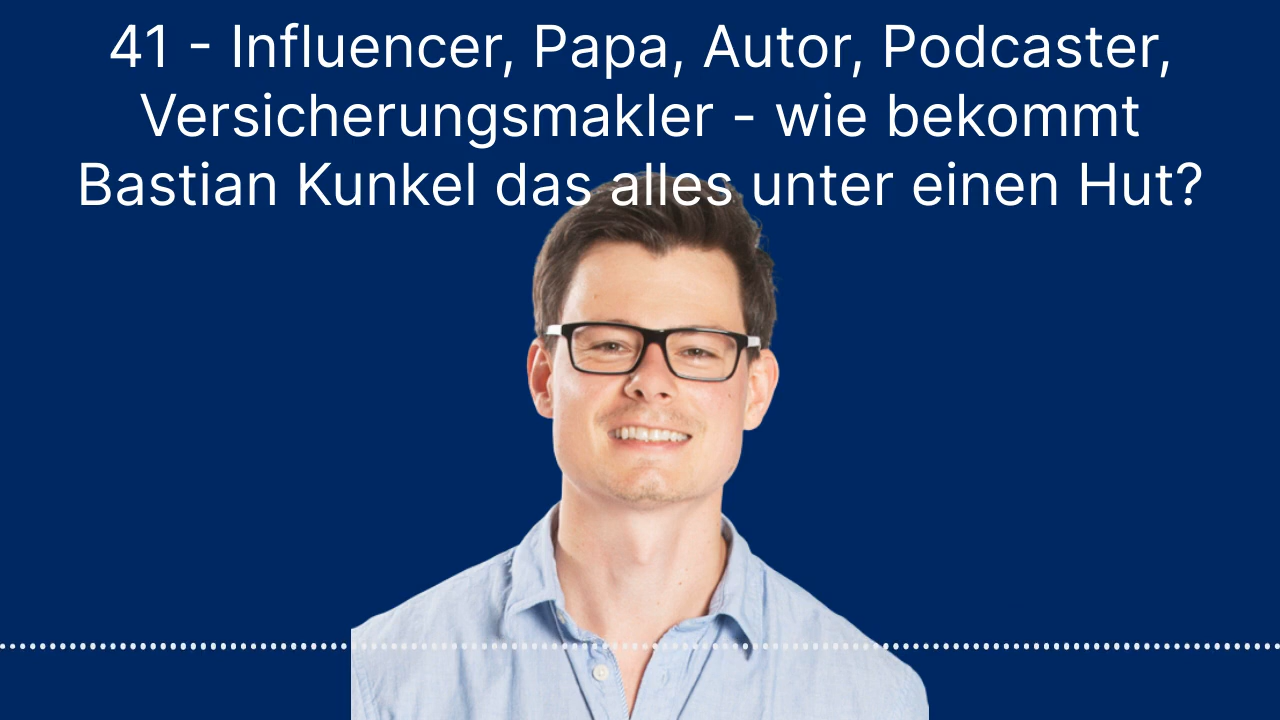 41 - Influencer, Papa, Autor, Podcaster,
Versicherungsmakler - wie bekommt
Bastian Kunkel das alles unter einen Hut?